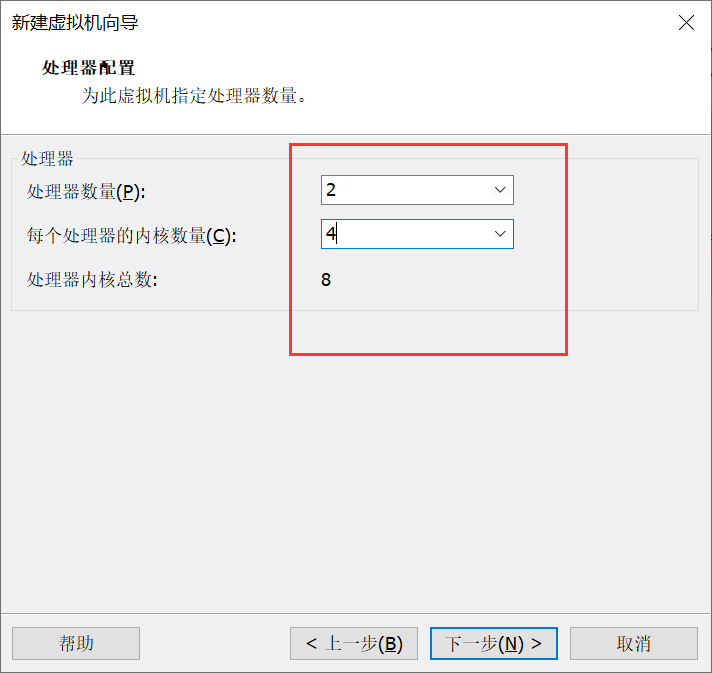 新建虚拟机向导
处理器配置
为此虚拟机指定处理器数量。
处理器
处理器数量(P): 2
每个处理器的内核数量(C): 4
处理器内核总数: 8
帮助 < 上一步(B) 下一步(N) > 取消